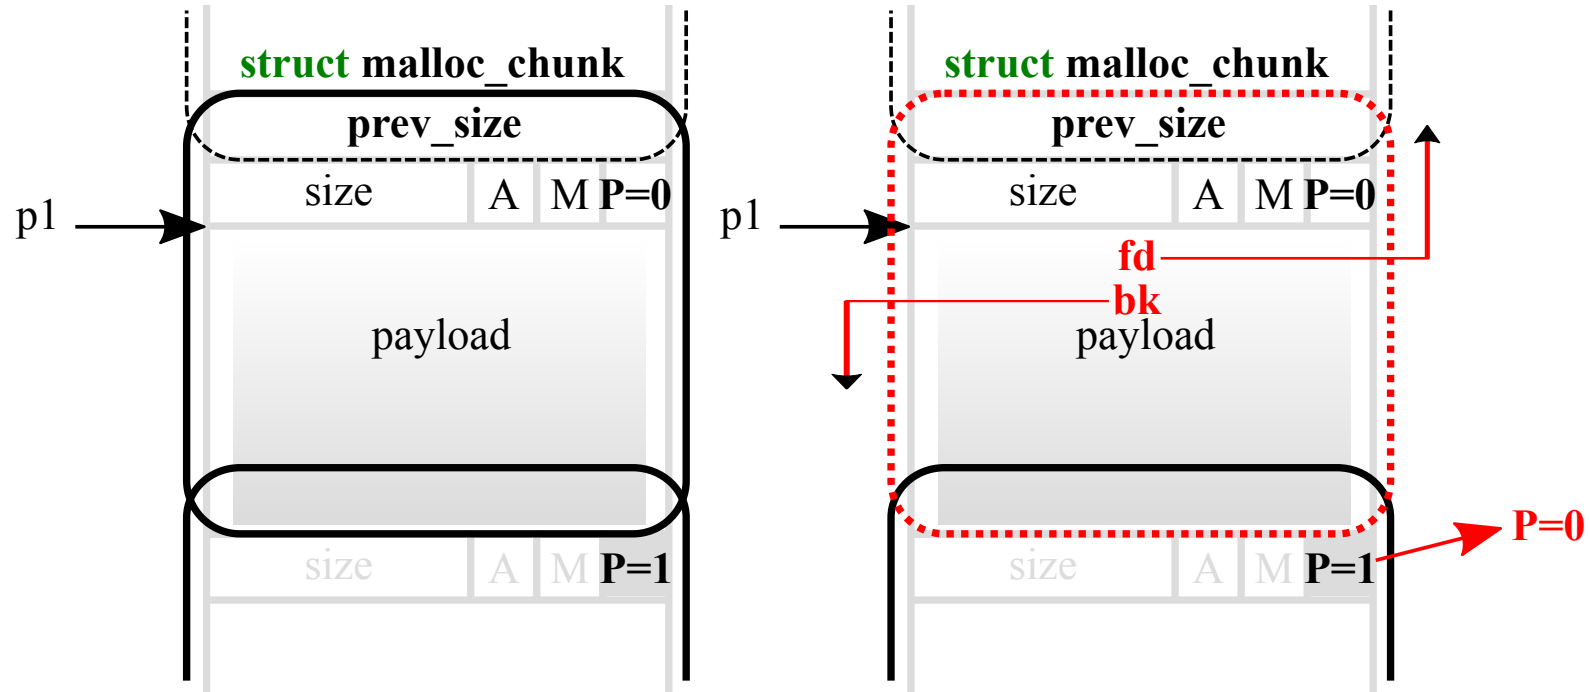 struct malloc_chunk
prev_size
size A M P=0
p1
payload
size A M P=1
struct malloc_chunk
prev_size
size A M P=0
p1
fd
bk
payload
P=0
size A M P=1